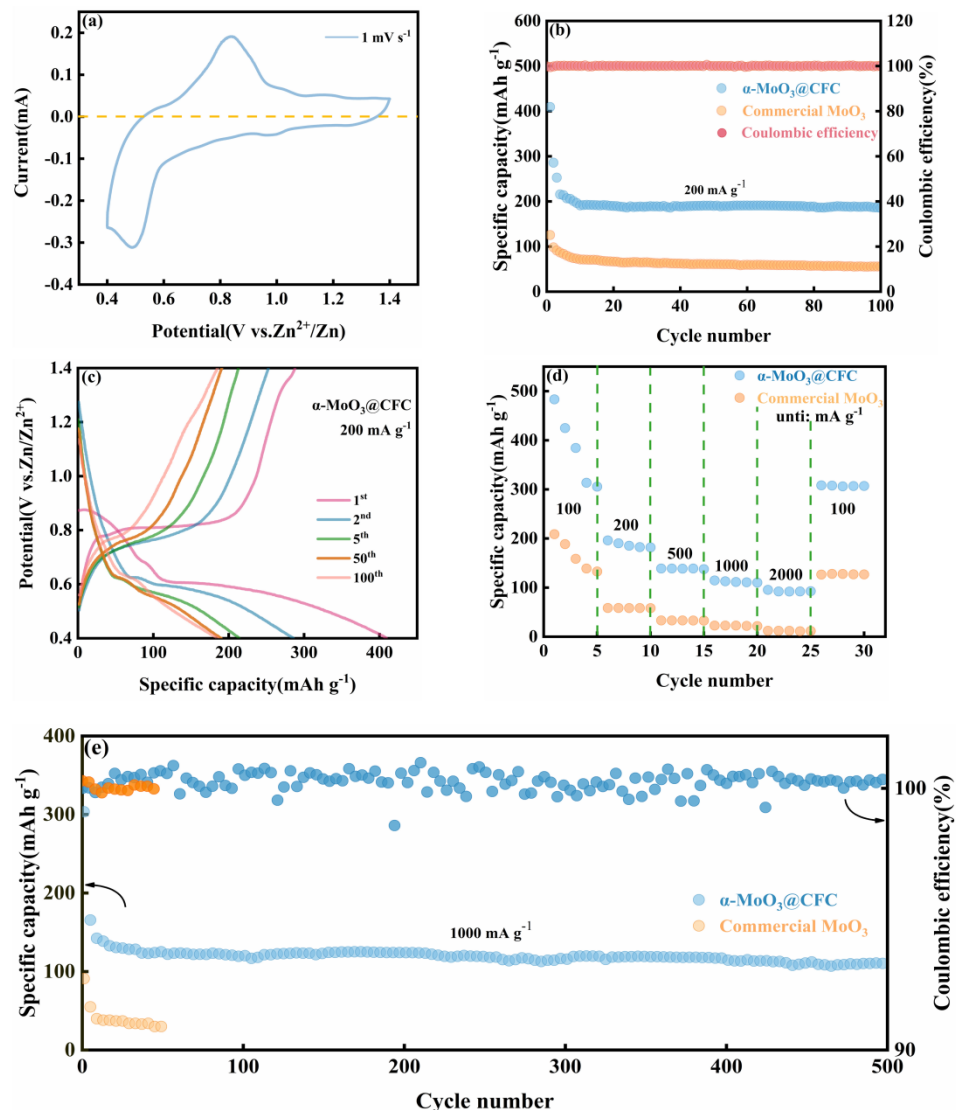 (a)
1 mV s⁻¹
0.2
0.1
0.0
-0.1
-0.2
-0.3
-0.4
Current(mA)
0.4 0.6 0.8 1.0 1.2 1.4
Potential(V vs.Zn²⁺/Zn)
(b)
600
500
400
300
200
100
0
Specific capacity(mAh g⁻¹)
120
100
80
60
40
20
0
Coulombic efficiency(%)
α-MoO₃@CFC
Commercial MoO₃
Coulombic efficiency
200 mA g⁻¹
0 20 40 60 80 100
Cycle number
(c)
1.4
1.2
1.0
0.8
0.6
0.4
Potential(V vs.Zn/Zn²⁺)
α-MoO₃@CFC
200 mA g⁻¹
1ˢᵗ
2ⁿᵈ
5ᵗʰ
50ᵗʰ
100ᵗʰ
0 100 200 300 400
Specific capacity(mAh g⁻¹)
(d)
500
400
300
200
100
0
Specific capacity(mAh g⁻¹)
α-MoO₃@CFC
Commercial MoO₃
unti: mA g⁻¹
100
200
500
1000
2000
100
0 5 10 15 20 25 30
Cycle number
(e)
400
300
200
100
0
Specific capacity(mAh g⁻¹)
100
90
Coulombic efficiency(%)
α-MoO₃@CFC
Commercial MoO₃
1000 mA g⁻¹
0 100 200 300 400 500
Cycle number